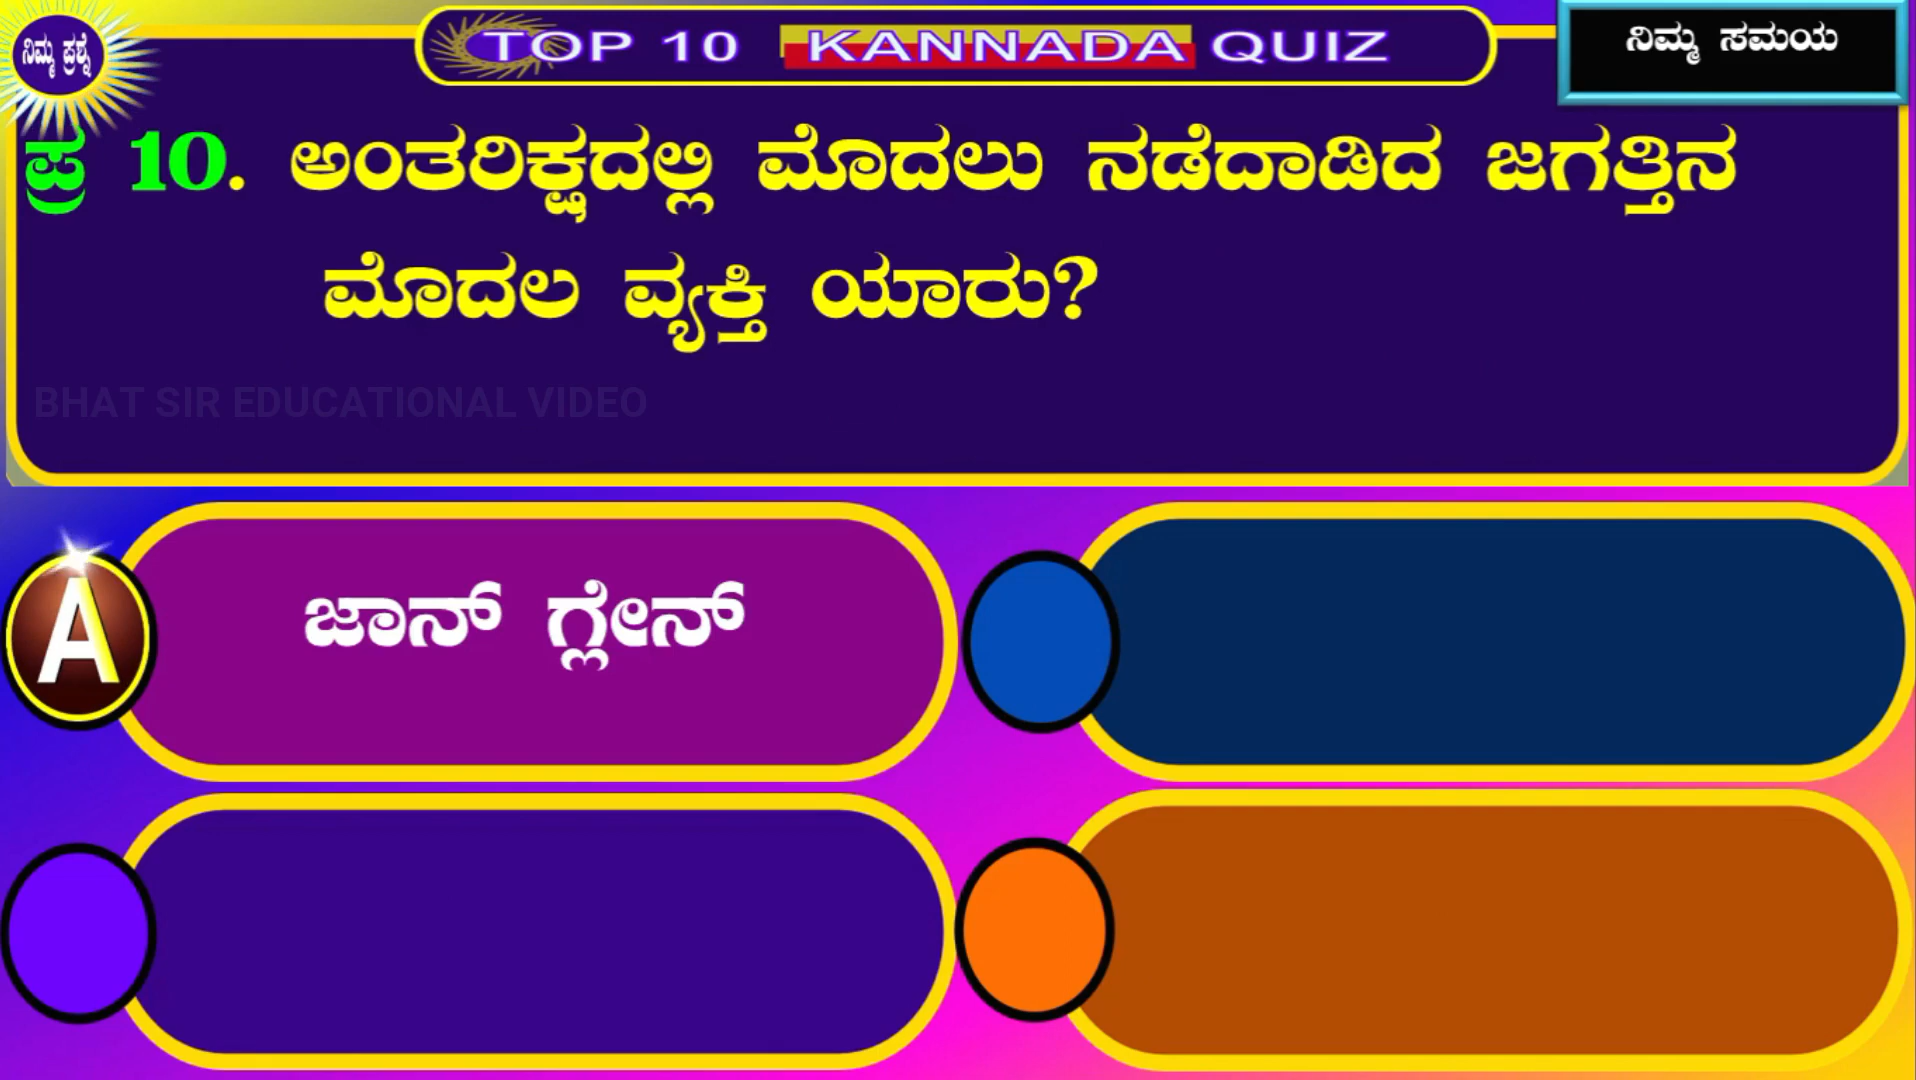 ನಿಮ್ಮ ಪ್ರಶ್ನೆ
TOP 10 KANNADA QUIZ
ನಿಮ್ಮ ಸಮಯ
ಪ್ರ 10. ಅಂತರಿಕ್ಷದಲ್ಲಿ ಮೊದಲು ನಡೆದಾಡಿದ ಜಗತ್ತಿನ
ಮೊದಲ ವ್ಯಕ್ತಿ ಯಾರು?
BHAT SIR EDUCATIONAL VIDEO
A ಜಾನ್ ಗ್ಲೇನ್